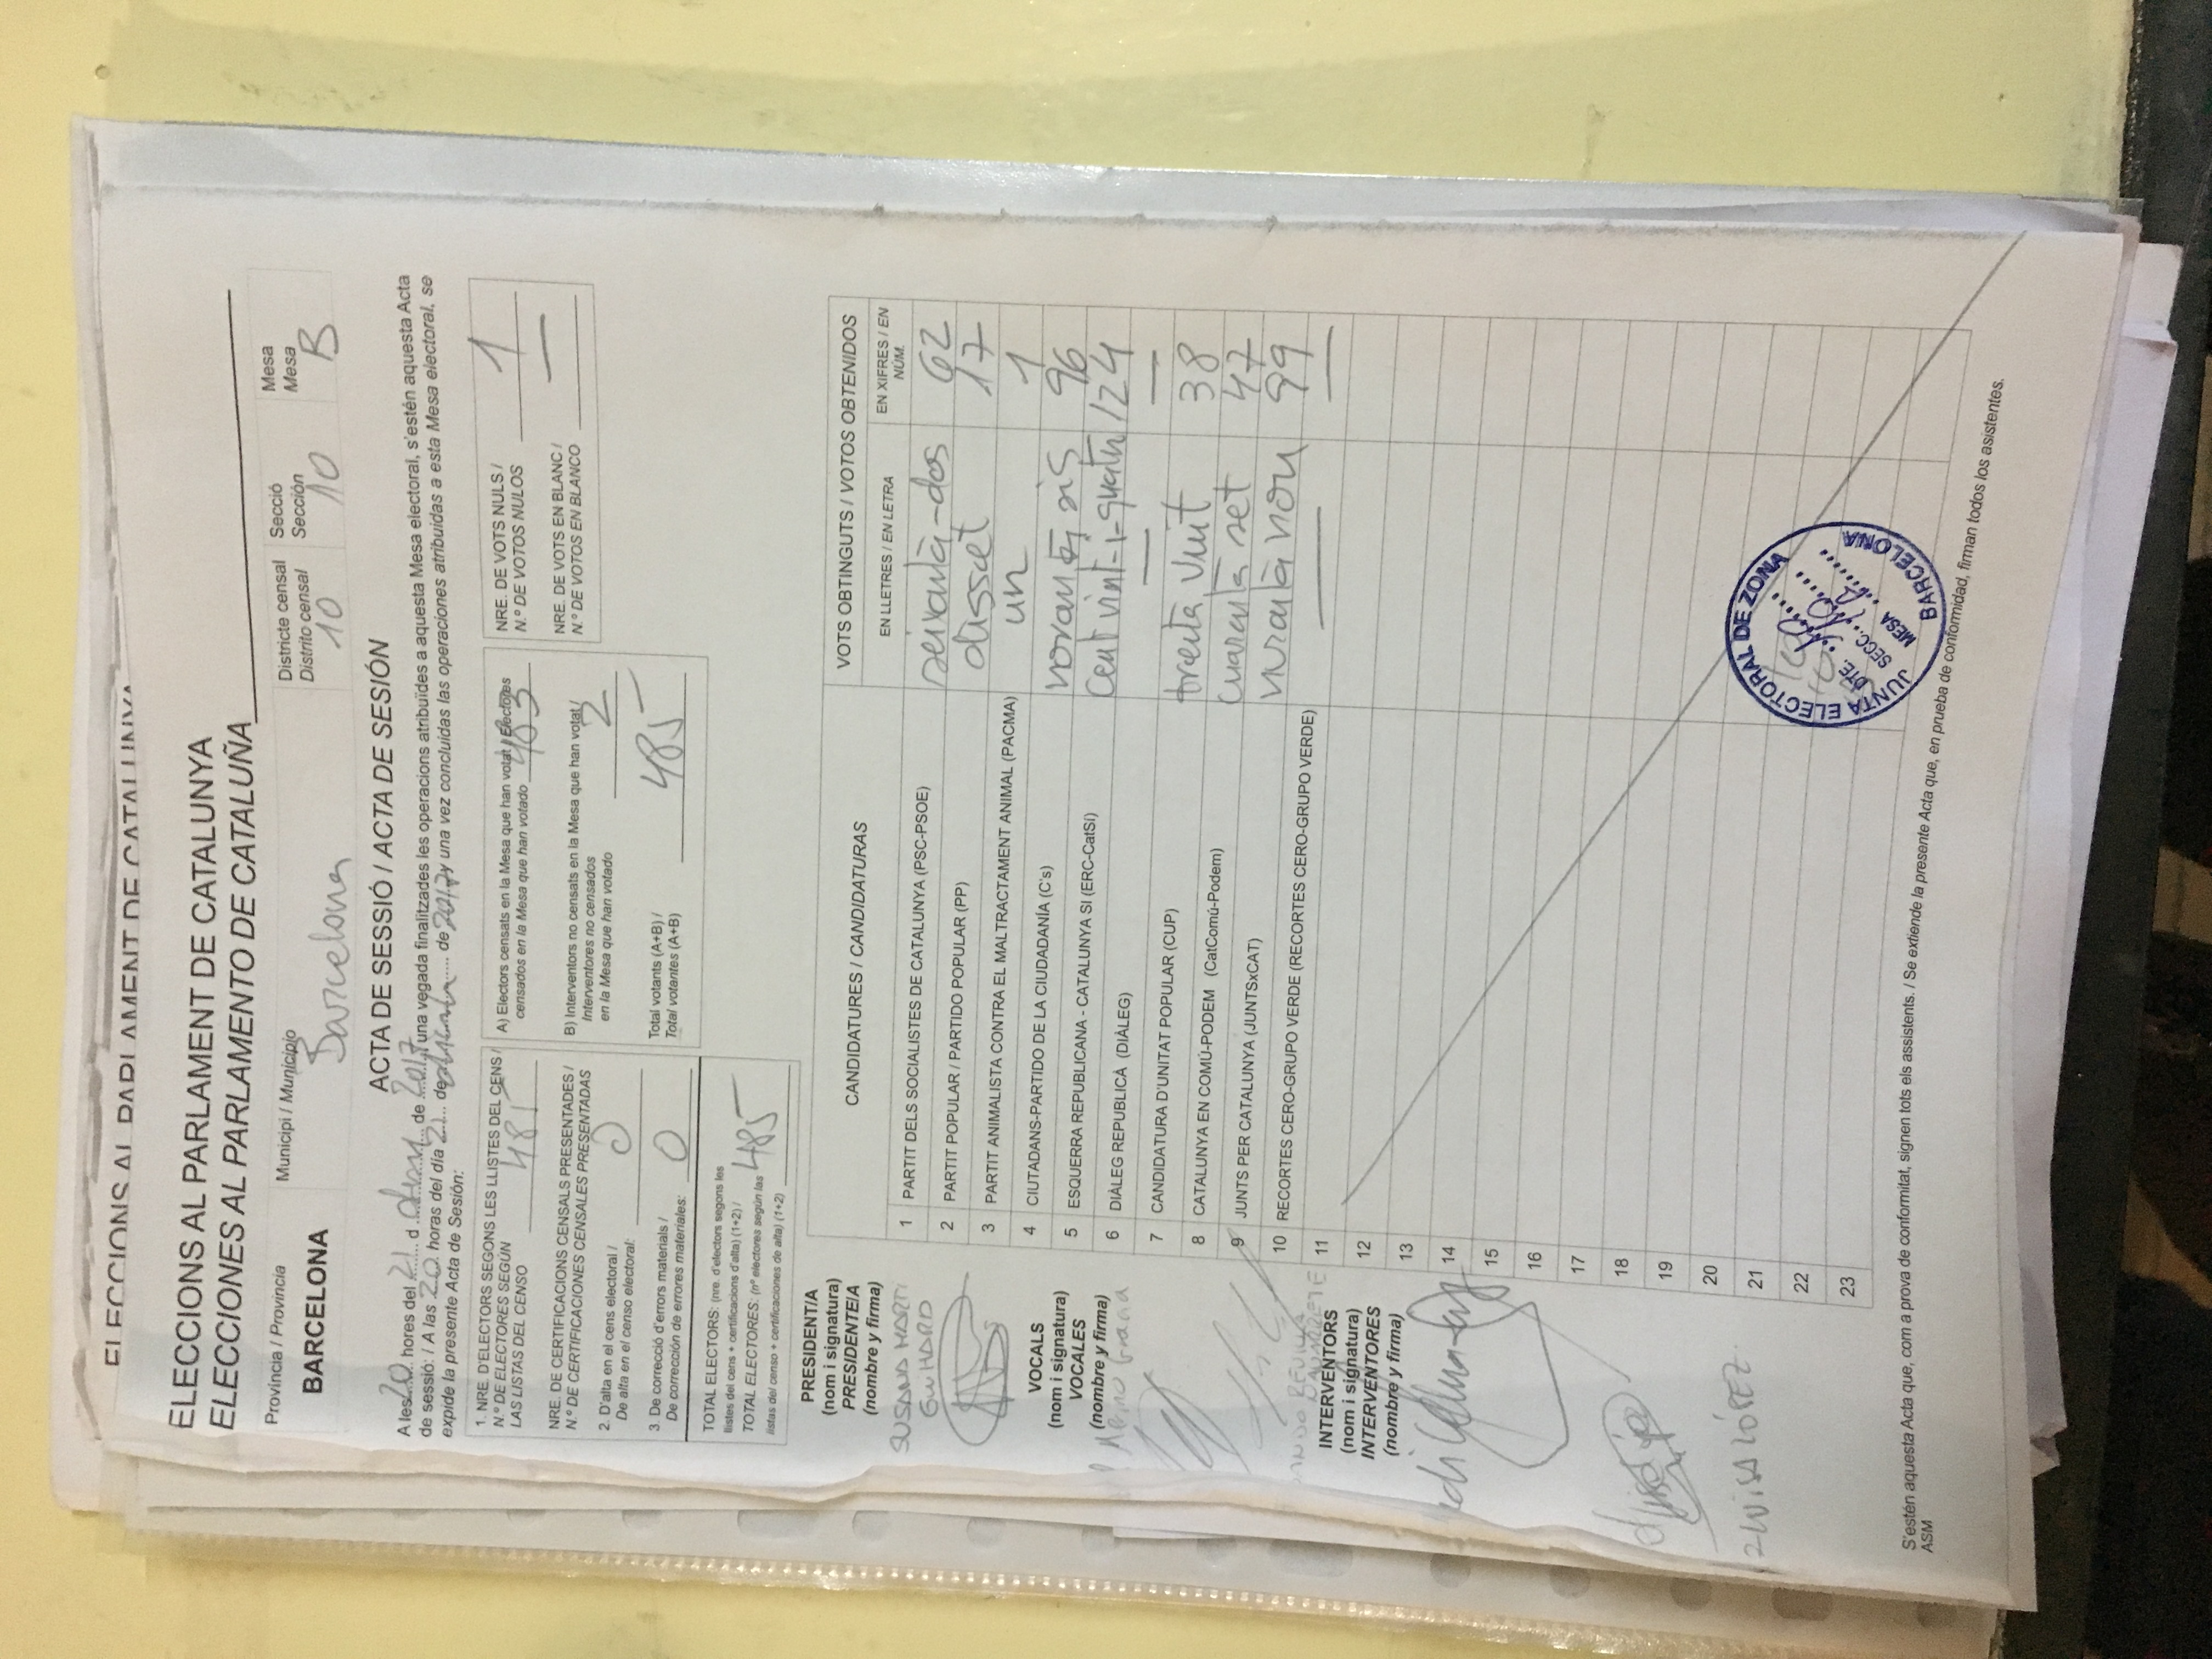 ELECCIONS AL PARLAMENT DE CATALUNYA
ELECCIONS AL PARLAMENT DE CATALUNYA
ELECCIONES AL PARLAMENTO DE CATALUÑA
Provincia / Provincia
BARCELONA
Municipi / Municipio
Barcelona
Districte censal
Distrito censal
10
Secció
Sección
10
Mesa
Mesa
B
ACTA DE SESSIÓ / ACTA DE SESIÓN
A les 20 hores del 21 d de 2017, una vegada finalitzades les operacions atribuïdes a aquesta Mesa electoral, s'estén aquesta Acta
de sessió: / A las 20 horas del día 21 de de 2017 y una vez concluidas las operaciones atribuidas a esta Mesa electoral, se
expide la presente Acta de Sesión:
1. NRE. D'ELECTORS SEGONS LES LLISTES DEL CENS /
N.º DE ELECTORES SEGÚN
LAS LISTAS DEL CENSO
NRE. DE CERTIFICACIONS CENSALS PRESENTADES /
N.º DE CERTIFICACIONES CENSALES PRESENTADAS
2. D'alta en el cens electoral /
De alta en el censo electoral: 0
3. De correcció d'errors materials /
De corrección de errores materiales: 0
TOTAL ELECTORS: (nre. d'electors segons les
llistes del cens + certificacions d'alta) (1+2) /
TOTAL ELECTORES: (nº electores según las
listas del censo + certificaciones de alta) (1+2)
485
A) Electors censats en la Mesa que han votat / Electores
censados en la Mesa que han votado 483
B) Interventors no censats en la Mesa que han votat /
Interventores no censados
en la Mesa que han votado 2
Total votants (A+B) /
Total votantes (A+B) 485
NRE. DE VOTS NULS /
N.º DE VOTOS NULOS 1
NRE. DE VOTS EN BLANC /
N.º DE VOTOS EN BLANCO —
PRESIDENT/A
(nom i signatura)
PRESIDENTE/A
(nombre y firma)
SUSANA MARTI
GUIHARD
VOCALS
(nom i signatura)
VOCALES
(nombre y firma)
INTERVENTORS
(nom i signatura)
INTERVENTORES
(nombre y firma)
LUISA LÓPEZ.
CANDIDATURES / CANDIDATURAS
VOTS OBTINGUTS / VOTOS OBTENIDOS
EN LLETRES / EN LETRA
EN XIFRES / EN NÚM.
1 PARTIT DELS SOCIALISTES DE CATALUNYA (PSC-PSOE) seixanta-dos 62
2 PARTIT POPULAR / PARTIDO POPULAR (PP) disset 17
3 PARTIT ANIMALISTA CONTRA EL MALTRACTAMENT ANIMAL (PACMA) un 1
4 CIUTADANS-PARTIDO DE LA CIUDADANÍA (C's) noranta sis 96
5 ESQUERRA REPUBLICANA - CATALUNYA SI (ERC-CatSí) cent vint-i-quatre 124
6 DIÀLEG REPUBLICÀ (DIÀLEG) — —
7 CANDIDATURA D'UNITAT POPULAR (CUP) trenta vuit 38
8 CATALUNYA EN COMÚ-PODEM (CatComú-Podem) cuaranta set 47
9 JUNTS PER CATALUNYA (JUNTSxCAT) noranta nou 99
10 RECORTES CERO-GRUPO VERDE (RECORTES CERO-GRUPO VERDE) — —
11
12
13
14
15
16
17
18
19
20
21
22
23
JUNTA ELECTORAL DE ZONA
DTE. 10
SECC. 10
MESA B
BARCELONA
S'estén aquesta Acta que, com a prova de conformitat, signen tots els assistents. / Se extiende la presente Acta que, en prueba de conformidad, firman todos los asistentes.
ASM